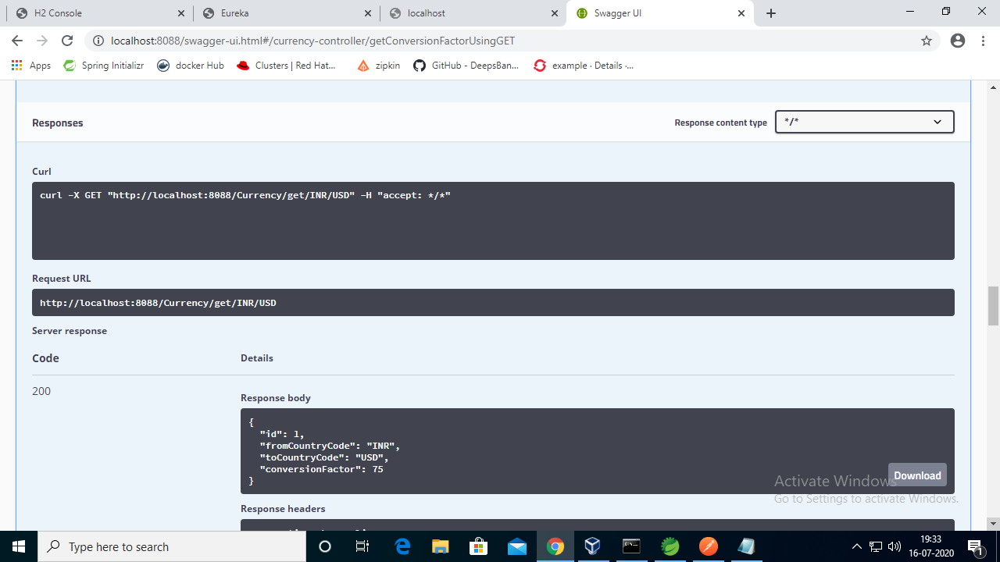 H2 Console
Eureka
localhost
Swagger UI
localhost:8088/swagger-ui.html#/currency-controller/getConversionFactorUsingGET
Apps
Spring Initializr
docker Hub
Clusters | Red Hat...
zipkin
GitHub - DeepsBan...
example · Details ·...
Responses
Response content type
*/*
Curl
curl -X GET "http://localhost:8088/Currency/get/INR/USD" -H "accept: */*"
Request URL
http://localhost:8088/Currency/get/INR/USD
Server response
Code
Details
200
Response body
{
"id": 1,
"fromCountryCode": "INR",
"toCountryCode": "USD",
"conversionFactor": 75
}
Download
Activate Windows
Go to Settings to activate Windows.
Response headers
Type here to search
19:33
16-07-2020
1